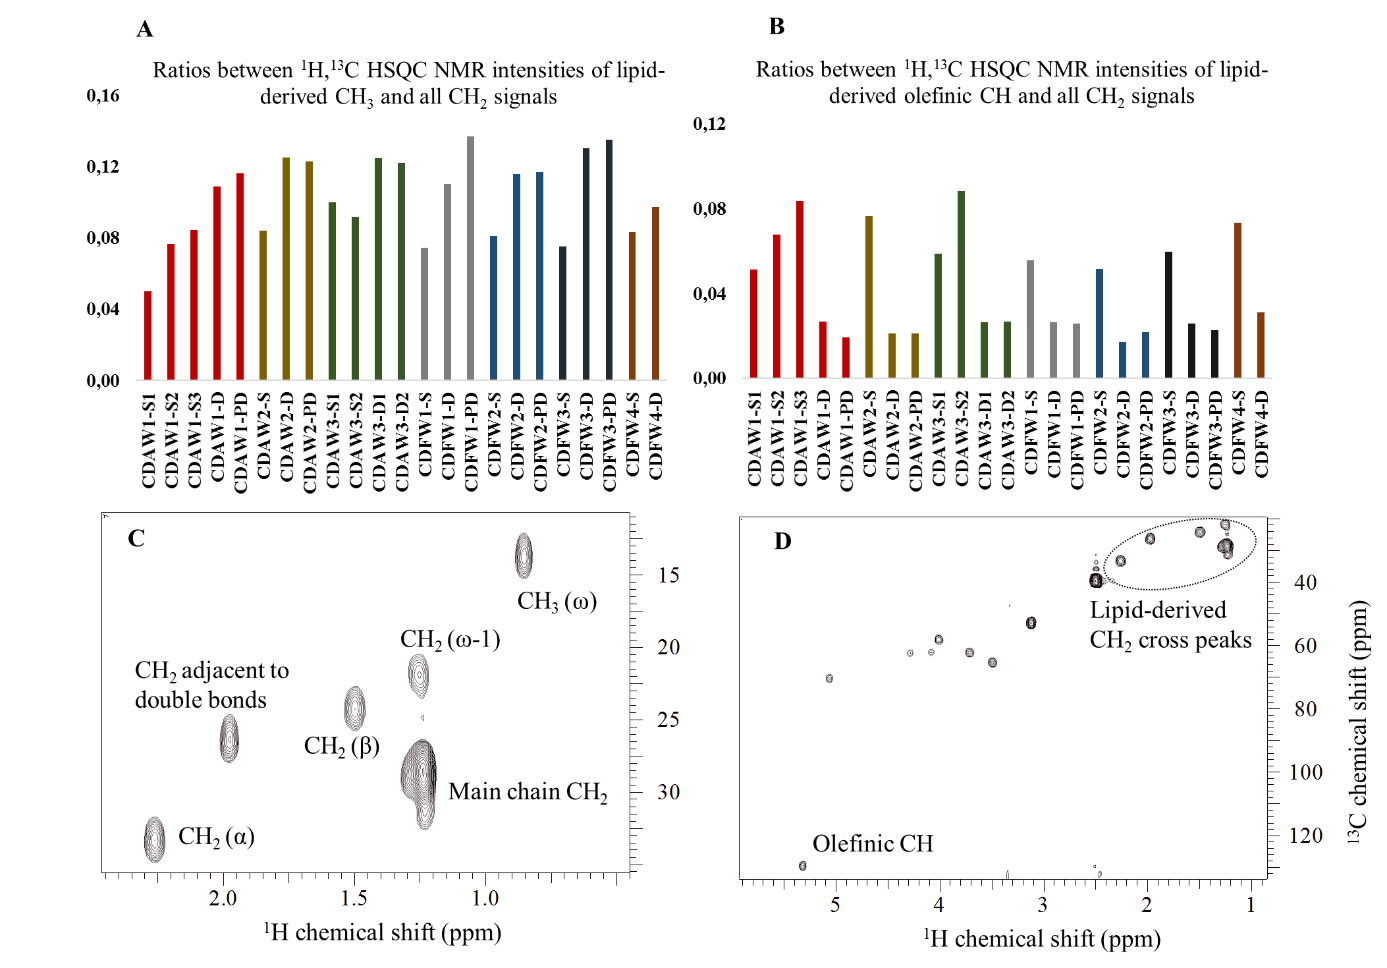 A
Ratios between ¹H,¹³C HSQC NMR intensities of lipid-
derived CH₃ and all CH₂ signals
0,16
0,12
0,08
0,04
0,00
CDAW1-S1
CDAW1-S2
CDAW1-S3
CDAW1-D
CDAW1-PD
CDAW2-S
CDAW2-D
CDAW2-PD
CDAW3-S1
CDAW3-S2
CDAW3-D1
CDAW3-D2
CDFW1-S
CDFW1-D
CDFW1-PD
CDFW2-S
CDFW2-D
CDFW2-PD
CDFW3-S
CDFW3-D
CDFW3-PD
CDFW4-S
CDFW4-D
B
Ratios between ¹H,¹³C HSQC NMR intensities of lipid-
derived olefinic CH and all CH₂ signals
0,12
0,08
0,04
0,00
CDAW1-S1
CDAW1-S2
CDAW1-S3
CDAW1-D
CDAW1-PD
CDAW2-S
CDAW2-D
CDAW2-PD
CDAW3-S1
CDAW3-S2
CDAW3-D1
CDAW3-D2
CDFW1-S
CDFW1-D
CDFW1-PD
CDFW2-S
CDFW2-D
CDFW2-PD
CDFW3-S
CDFW3-D
CDFW3-PD
CDFW4-S
CDFW4-D
C
CH₃ (ω)
CH₂ (ω-1)
CH₂ adjacent to
double bonds
CH₂ (β)
Main chain CH₂
CH₂ (α)
15
20
25
30
2.0
1.5
1.0
¹H chemical shift (ppm)
D
Lipid-derived
CH₂ cross peaks
Olefinic CH
40
60
80
100
120
¹³C chemical shift (ppm)
5
4
3
2
1
¹H chemical shift (ppm)